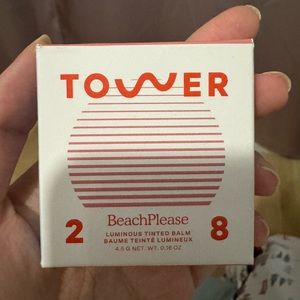 TOWER
2 8
BeachPlease
LUMINOUS TINTED BALM
BAUME TEINTÉ LUMINEUX
4.5 G NET. WT. 0.16 OZ